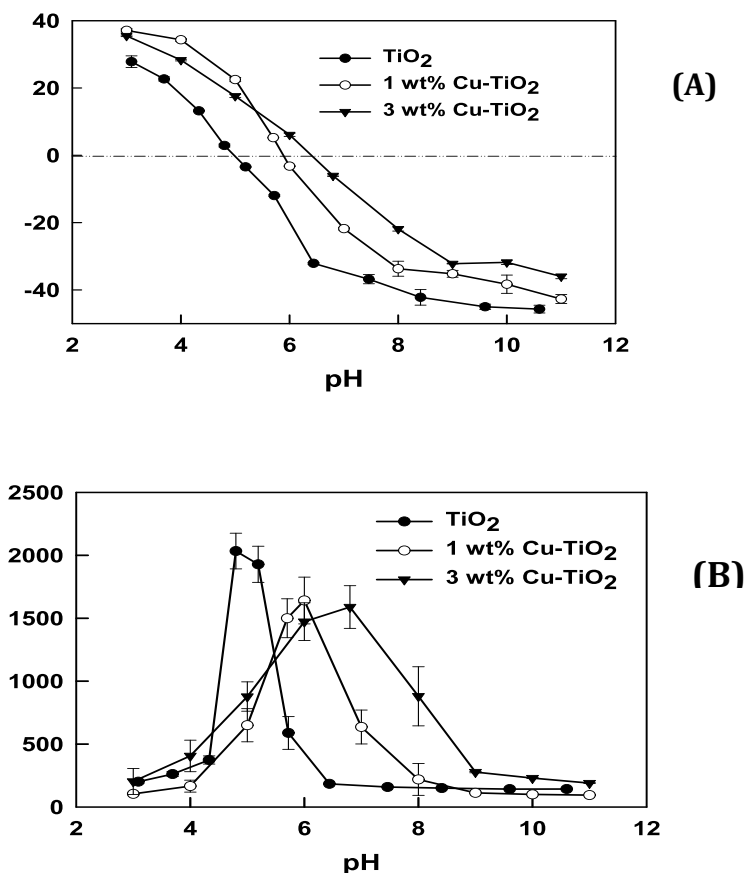 40
TiO2
1 wt% Cu-TiO2
3 wt% Cu-TiO2
(A)
20
0
-20
-40
2 4 6 8 10 12
pH
2500
TiO2
1 wt% Cu-TiO2
3 wt% Cu-TiO2
(B)
2000
1500
1000
500
0
2 4 6 8 10 12
pH